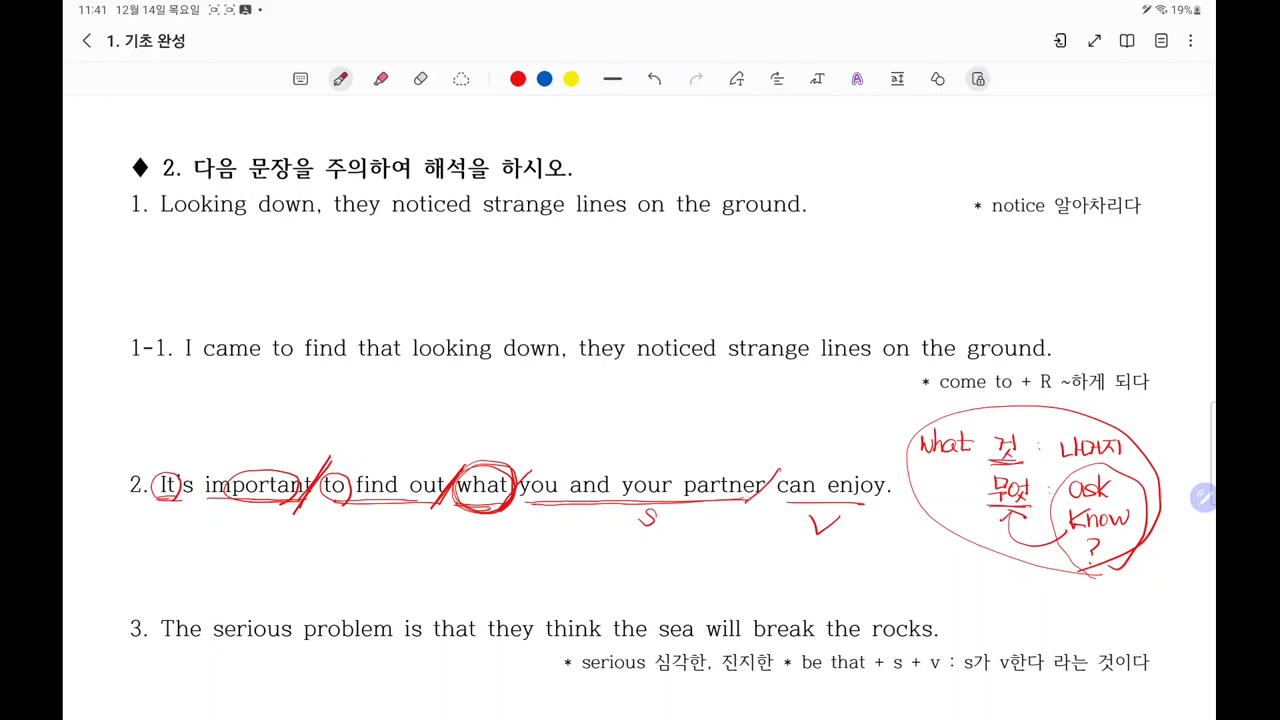 11:41 12월 14일 목요일
19%
1. 기초 완성
◆ 2. 다음 문장을 주의하여 해석을 하시오.
1. Looking down, they noticed strange lines on the ground. * notice 알아차리다
1-1. I came to find that looking down, they noticed strange lines on the ground.
* come to + R ~하게 되다
what 것 : 나머지
무엇 : ask
know
?
2. It's important to find out what you and your partner can enjoy.
S V
3. The serious problem is that they think the sea will break the rocks.
* serious 심각한, 진지한 * be that + s + v : s가 v한다 라는 것이다